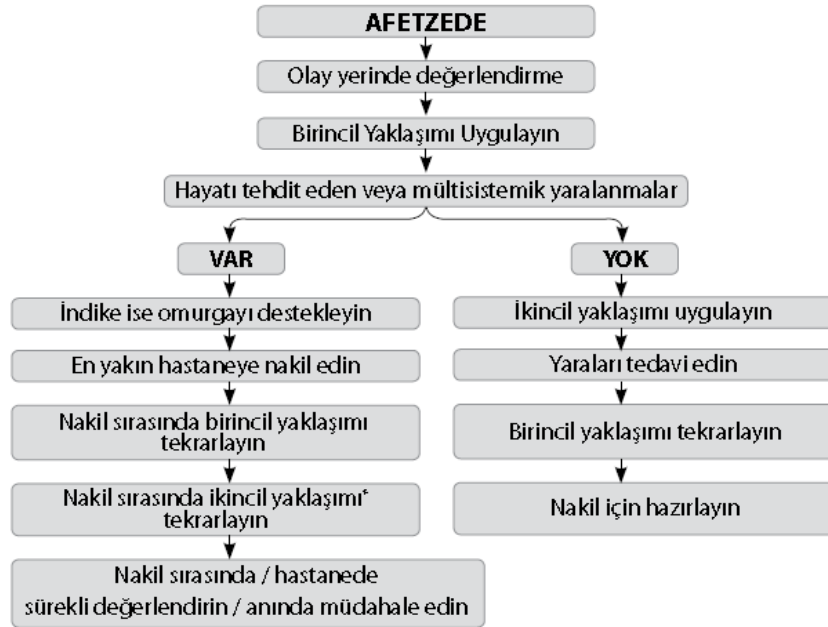 AFETZEDE
Olay yerinde değerlendirme
Birincil Yaklaşımı Uygulayın
Hayatı tehdit eden veya mültisistemik yaralanmalar
VAR
İndike ise omurgayı destekleyin
En yakın hastaneye nakil edin
Nakil sırasında birincil yaklaşımı
tekrarlayın
Nakil sırasında ikincil yaklaşımı*
tekrarlayın
Nakil sırasında / hastanede
sürekli değerlendirin / anında müdahale edin
YOK
İkincil yaklaşımı uygulayın
Yaraları tedavi edin
Birincil yaklaşımı tekrarlayın
Nakil için hazırlayın